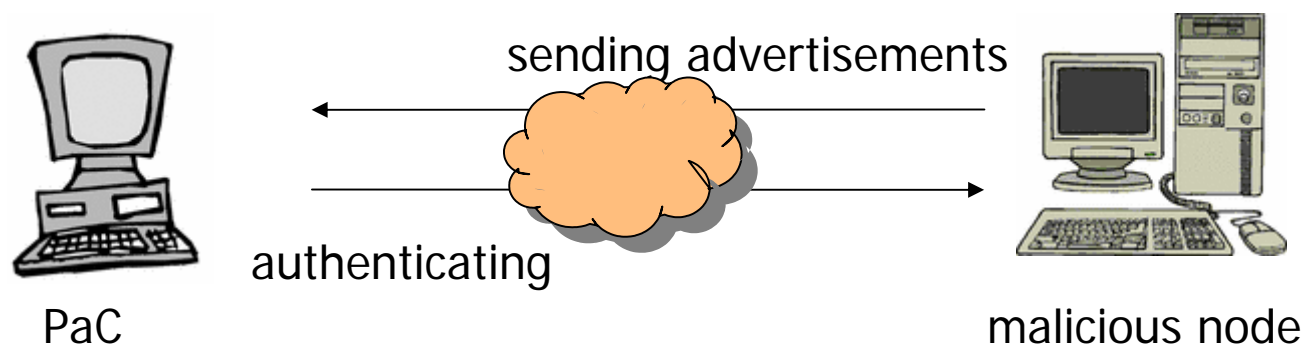 sending advertisements
authenticating
PaC
malicious node